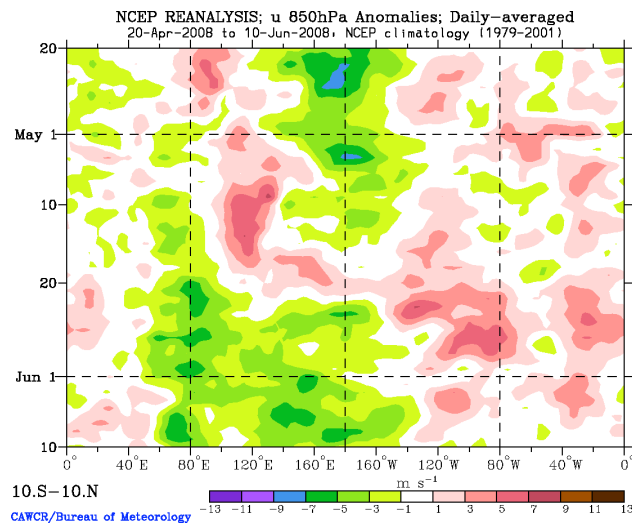 NCEP REANALYSIS; u 850hPa Anomalies; Daily-averaged
20-Apr-2008 to 10-Jun-2008: NCEP climatology (1979-2001)
20
May 1
10
20
Jun 1
10
0° 40°E 80°E 120°E 160°E 160°W 120°W 80°W 40°W 0°
m s⁻¹
10.S-10.N
-13 -11 -9 -7 -5 -3 -1 1 3 5 7 9 11 13
CAWCR/Bureau of Meteorology